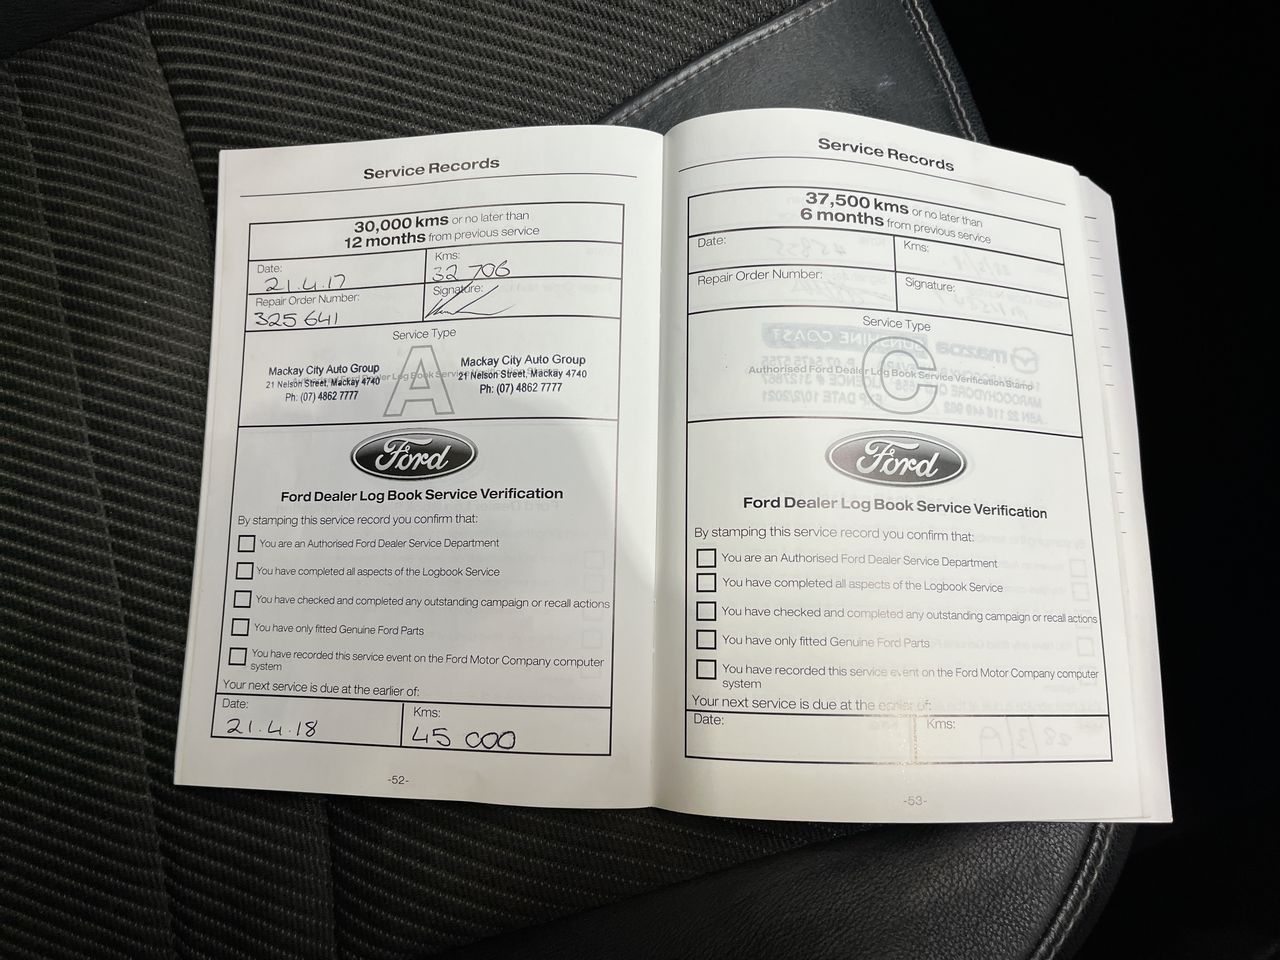 Service Records
30,000 kms or no later than
12 months from previous service
Date:
21.4.17
Kms:
32 706
Repair Order Number:
325641
Signature:
Service Type
A
Mackay City Auto Group
21 Nelson Street, Mackay 4740
Ph: (07) 4862 7777
Mackay City Auto Group
21 Nelson Street, Mackay 4740
Ph: (07) 4862 7777
Ford
Ford Dealer Log Book Service Verification
By stamping this service record you confirm that:
You are an Authorised Ford Dealer Service Department
You have completed all aspects of the Logbook Service
You have checked and completed any outstanding campaign or recall actions
You have only fitted Genuine Ford Parts
You have recorded this service event on the Ford Motor Company computer
system
Your next service is due at the earlier of:
Date:
21.4.18
Kms:
45 000
-52-
Service Records
37,500 kms or no later than
6 months from previous service
Date:
Kms:
Repair Order Number:
Signature:
Service Type
C
Authorised Ford Dealer Log Book Service Verification Stamp
Ford
Ford Dealer Log Book Service Verification
By stamping this service record you confirm that:
You are an Authorised Ford Dealer Service Department
You have completed all aspects of the Logbook Service
You have checked and completed any outstanding campaign or recall actions
You have only fitted Genuine Ford Parts
You have recorded this service event on the Ford Motor Company computer
system
Your next service is due at the earlier of:
Date:
Kms:
-53-